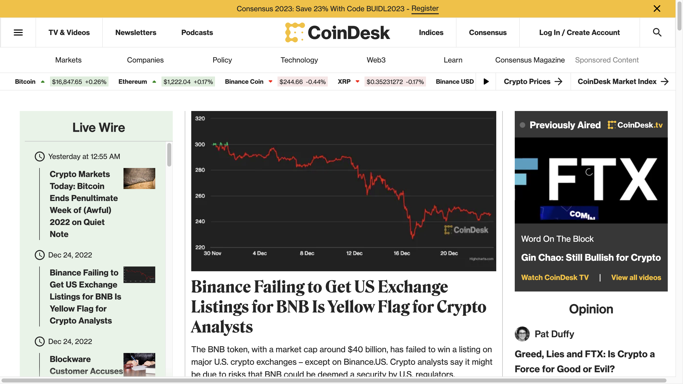 Consensus 2023: Save 23% With Code BUIDL2023 - Register
TV & Videos
Newsletters
Podcasts
CoinDesk
Indices
Consensus
Log In / Create Account
Markets
Companies
Policy
Technology
Web3
Learn
Consensus Magazine
Sponsored Content
Bitcoin $16,847.65 +0.26%
Ethereum $1,222.04 +0.17%
Binance Coin $244.66 -0.44%
XRP $0.35231272 -0.17%
Binance USD
Crypto Prices
CoinDesk Market Index
Live Wire
Yesterday at 12:55 AM
Crypto Markets
Today: Bitcoin
Ends Penultimate
Week of (Awful)
2022 on Quiet
Note
Dec 24, 2022
Binance Failing to
Get US Exchange
Listings for BNB Is
Yellow Flag for
Crypto Analysts
Dec 24, 2022
Blockware
Customer Accuses
320
300
280
260
240
220
30 Nov
4 Dec
8 Dec
12 Dec
16 Dec
20 Dec
CoinDesk
Highcharts.com
Binance Failing to Get US Exchange
Listings for BNB Is Yellow Flag for Crypto
Analysts
The BNB token, with a market cap around $40 billion, has failed to win a listing on
major U.S. crypto exchanges – except on Binance.US. Crypto analysts say it might
be due to risks that BNB could be deemed a security by U.S. regulators.
Previously Aired
CoinDesk.tv
FTX
Word On The Block
Gin Chao: Still Bullish for Crypto
Watch CoinDesk TV
View all videos
Opinion
Pat Duffy
Greed, Lies and FTX: Is Crypto a
Force for Good or Evil?